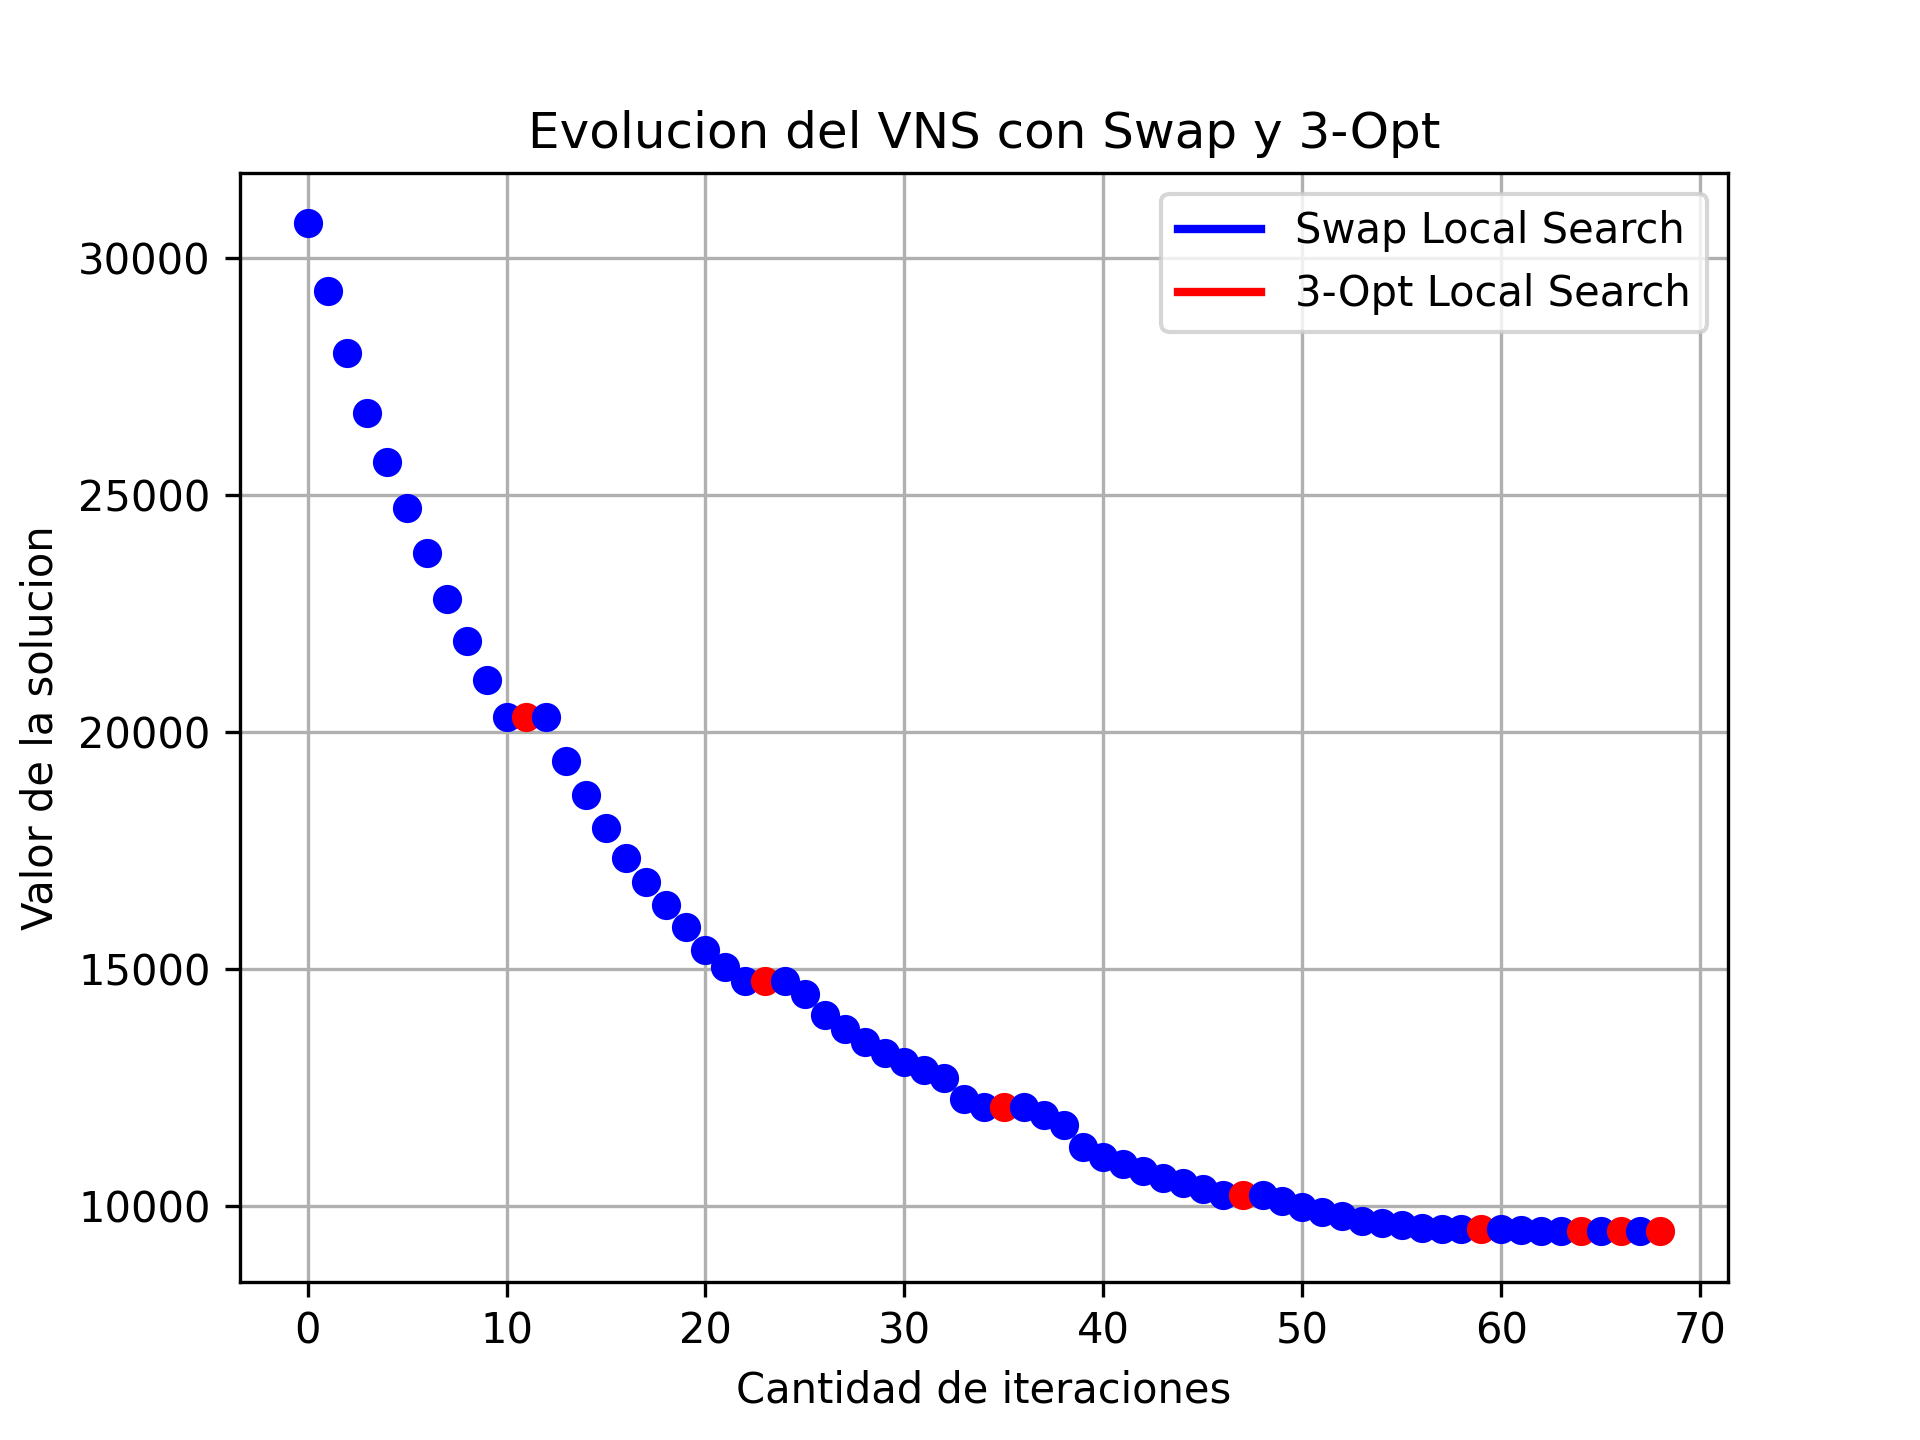 Evolucion del VNS con Swap y 3-Opt
Swap Local Search
3-Opt Local Search
Valor de la solucion
30000
25000
20000
15000
10000
0 10 20 30 40 50 60 70
Cantidad de iteraciones